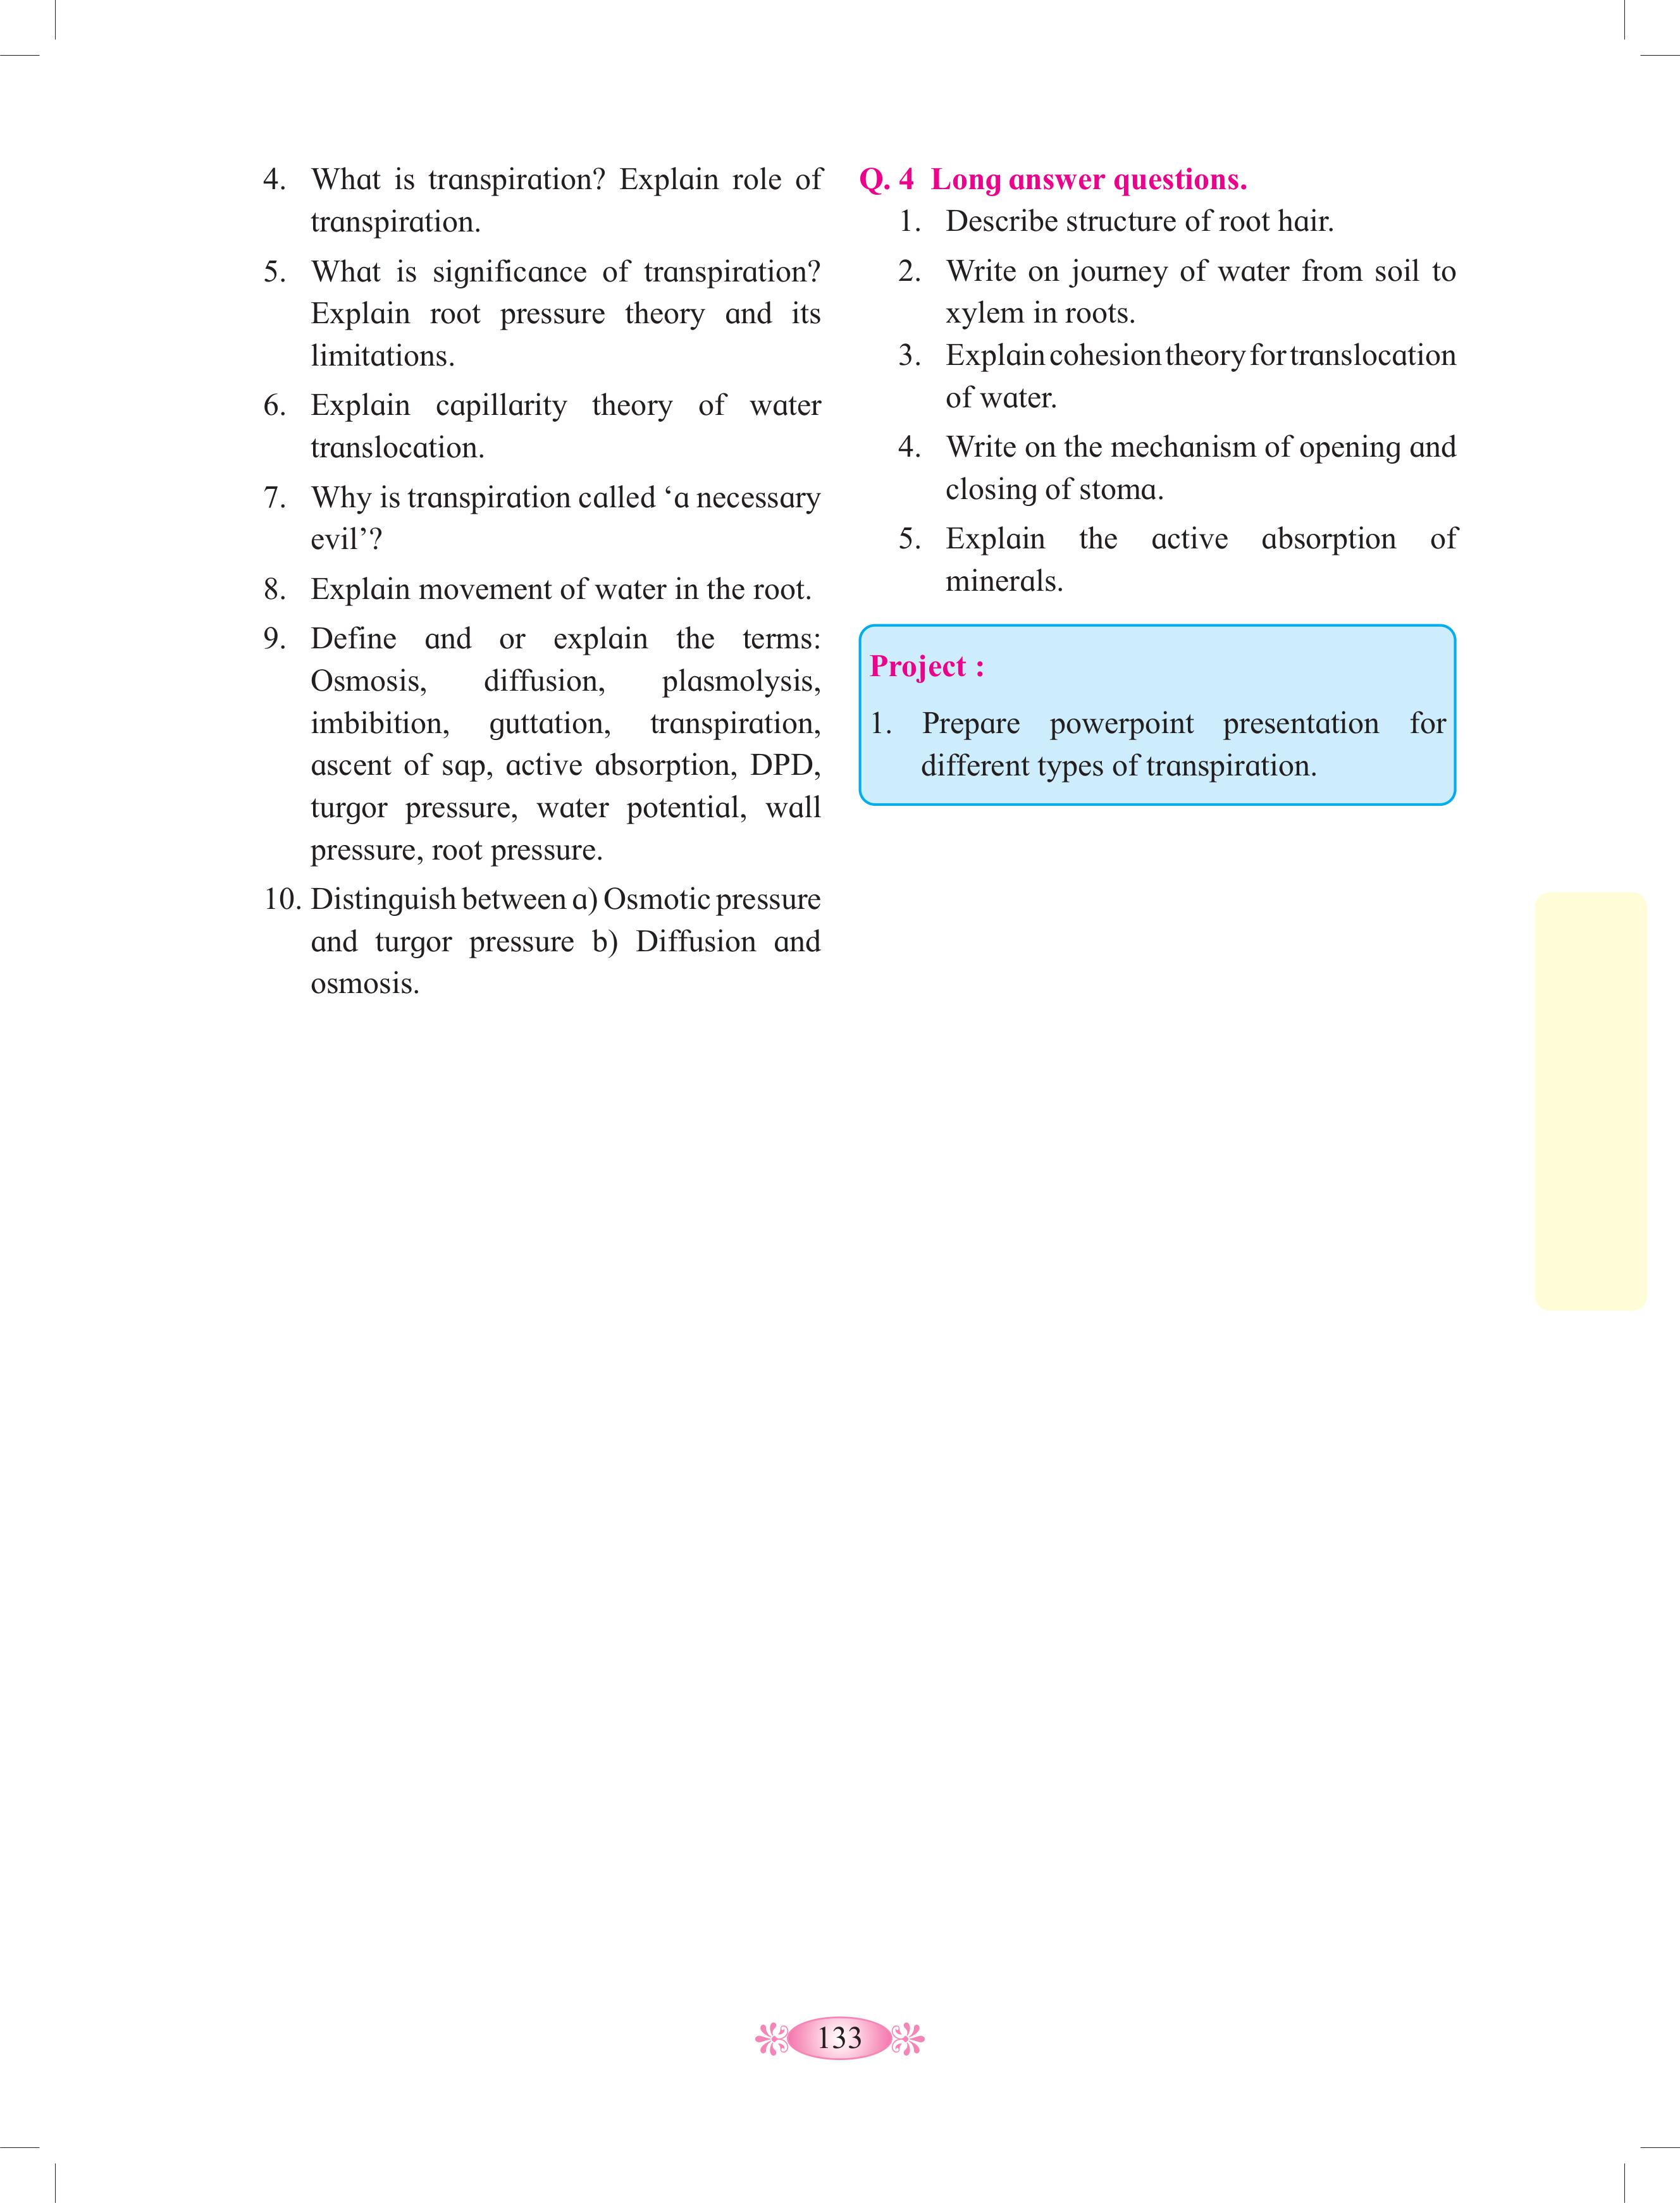 4. What is transpiration? Explain role of
transpiration.
5. What is significance of transpiration?
Explain root pressure theory and its
limitations.
6. Explain capillarity theory of water
translocation.
7. Why is transpiration called ‘a necessary
evil’?
8. Explain movement of water in the root.
9. Define and or explain the terms:
Osmosis, diffusion, plasmolysis,
imbibition, guttation, transpiration,
ascent of sap, active absorption, DPD,
turgor pressure, water potential, wall
pressure, root pressure.
10. Distinguish between a) Osmotic pressure
and turgor pressure b) Diffusion and
osmosis.
Q. 4 Long answer questions.
1. Describe structure of root hair.
2. Write on journey of water from soil to
xylem in roots.
3. Explain cohesion theory for translocation
of water.
4. Write on the mechanism of opening and
closing of stoma.
5. Explain the active absorption of
minerals.
Project :
1. Prepare powerpoint presentation for
different types of transpiration.
133